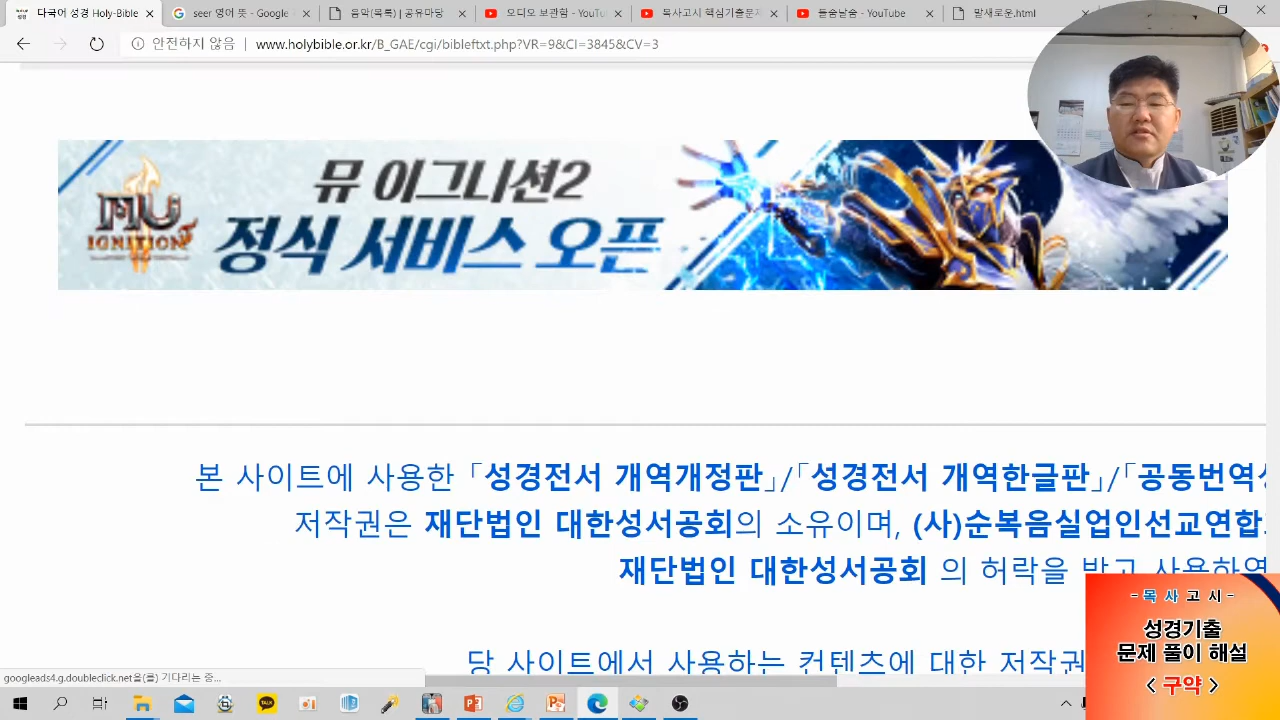 다국어 성경 Holy-Bible
seer 영어 뜻 - Google
음악(목록) | 공유마당
오디오 보관함 - YouTu
목사고시 핵심기출문제
들숨날숨 - YouTube
말새로운.html
안전하지 않음 | www.holybible.or.kr/B_GAE/cgi/bibleftxt.php?VR=9&CI=3845&CV=3
MU
IGNITION
뮤 이그니션2
정식 서비스 오픈
본 사이트에 사용한 「성경전서 개역개정판」/「성경전서 개역한글판」/「공동번역성
저작권은 재단법인 대한성서공회의 소유이며, (사)순복음실업인선교연합
재단법인 대한성서공회 의 허락을 받고 사용하였
당 사이트에서 사용하는 컨텐츠에 대한 저작권
googleads4.g.doubleclick.net을(를) 기다리는 중...
- 목 사 고 시 -
성경기출
문제 풀이 해설
< 구약 >